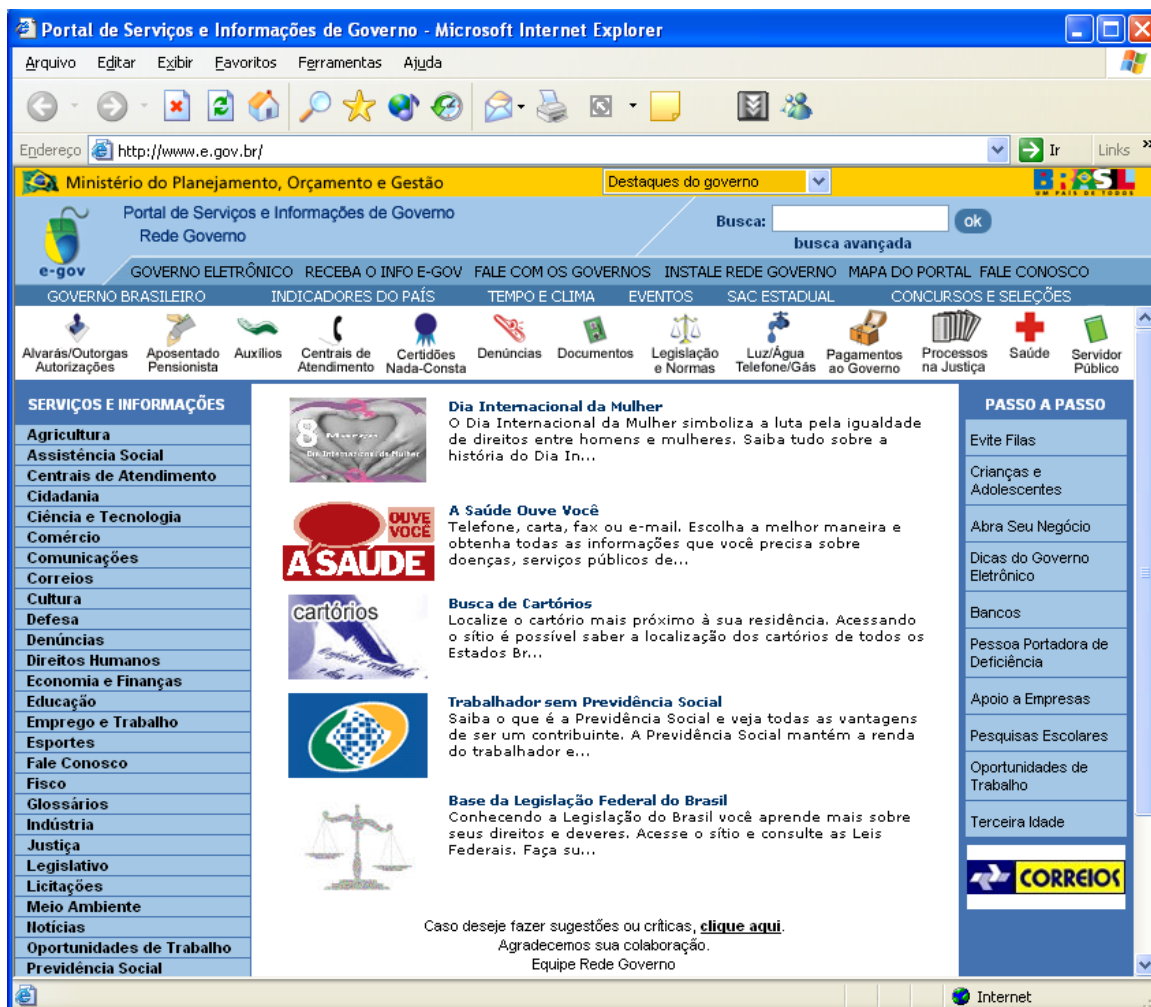 Portal de Serviços e Informações de Governo - Microsoft Internet Explorer
Arquivo Editar Exibir Favoritos Ferramentas Ajuda
Endereço http://www.e.gov.br/ Ir Links »
Ministério do Planejamento, Orçamento e Gestão Destaques do governo BRASIL
UM PAÍS DE TODOS
Portal de Serviços e Informações de Governo
Rede Governo
Busca: ok
busca avançada
e-gov
GOVERNO ELETRÔNICO RECEBA O INFO E-GOV FALE COM OS GOVERNOS INSTALE REDE GOVERNO MAPA DO PORTAL FALE CONOSCO
GOVERNO BRASILEIRO INDICADORES DO PAÍS TEMPO E CLIMA EVENTOS SAC ESTADUAL CONCURSOS E SELEÇÕES
Alvarás/Outorgas
Autorizações
Aposentado
Pensionista
Auxílios
Centrais de
Atendimento
Certidões
Nada-Consta
Denúncias
Documentos
Legislação
e Normas
Luz/Água
Telefone/Gás
Pagamentos
ao Governo
Processos
na Justiça
Saúde
Servidor
Público
SERVIÇOS E INFORMAÇÕES
Agricultura
Assistência Social
Centrais de Atendimento
Cidadania
Ciência e Tecnologia
Comércio
Comunicações
Correios
Cultura
Defesa
Denúncias
Direitos Humanos
Economia e Finanças
Educação
Emprego e Trabalho
Esportes
Fale Conosco
Fisco
Glossários
Indústria
Justiça
Legislativo
Licitações
Meio Ambiente
Notícias
Oportunidades de Trabalho
Previdência Social
8
Dia Internacional da Mulher
Dia Internacional da Mulher
O Dia Internacional da Mulher simboliza a luta pela igualdade
de direitos entre homens e mulheres. Saiba tudo sobre a
história do Dia In...
OUVE
VOCÊ
A SAÚDE
A Saúde Ouve Você
Telefone, carta, fax ou e-mail. Escolha a melhor maneira e
obtenha todas as informações que você precisa sobre
doenças, serviços públicos de...
cartórios
Busca de Cartórios
Localize o cartório mais próximo à sua residência. Acessando
o sítio é possível saber a localização dos cartórios de todos os
Estados Br...
Trabalhador sem Previdência Social
Saiba o que é a Previdência Social e veja todas as vantagens
de ser um contribuinte. A Previdência Social mantém a renda
do trabalhador e...
Base da Legislação Federal do Brasil
Conhecendo a Legislação do Brasil você aprende mais sobre
seus direitos e deveres. Acesse o sítio e consulte as Leis
Federais. Faça su...
Caso deseje fazer sugestões ou críticas, clique aqui.
Agradecemos sua colaboração.
Equipe Rede Governo
PASSO A PASSO
Evite Filas
Crianças e
Adolescentes
Abra Seu Negócio
Dicas do Governo
Eletrônico
Bancos
Pessoa Portadora de
Deficiência
Apoio a Empresas
Pesquisas Escolares
Oportunidades de
Trabalho
Terceira Idade
CORREIOS
Internet